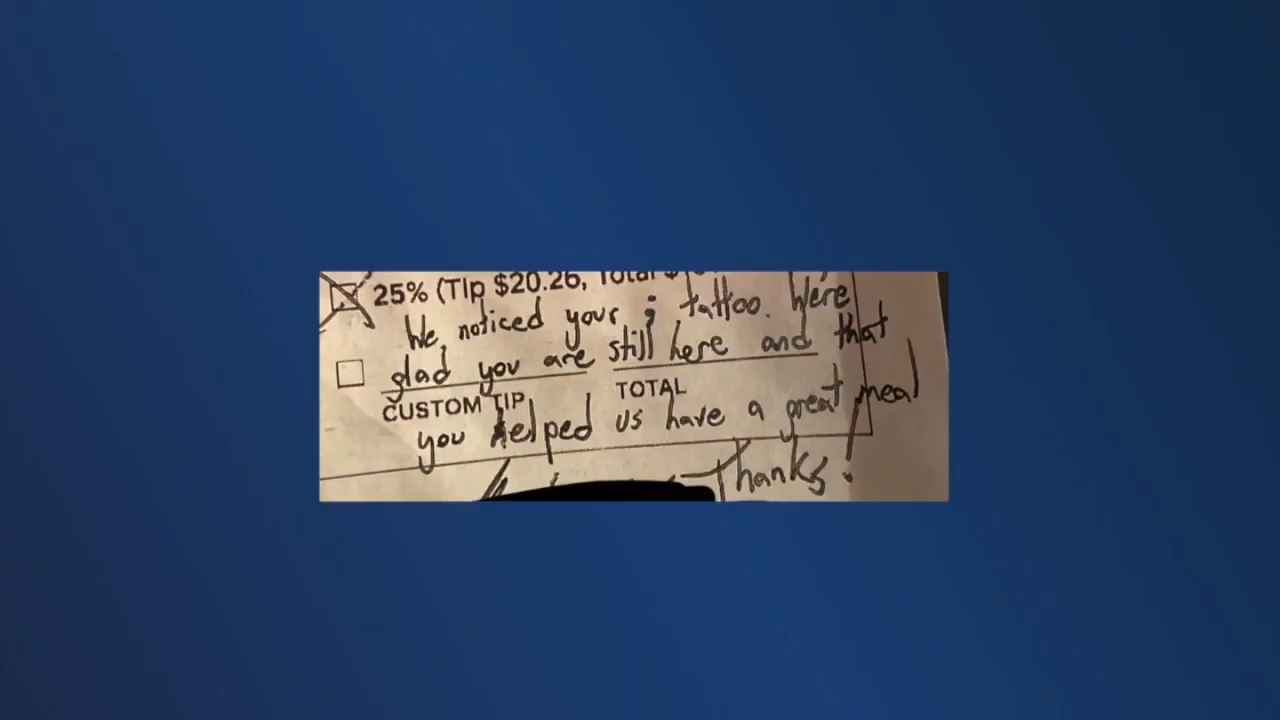 25% (Tip $20.26, Total $
We noticed your ; tattoo. We're
glad you are still here and that
CUSTOM TIP TOTAL
you helped us have a great meal
Thanks!